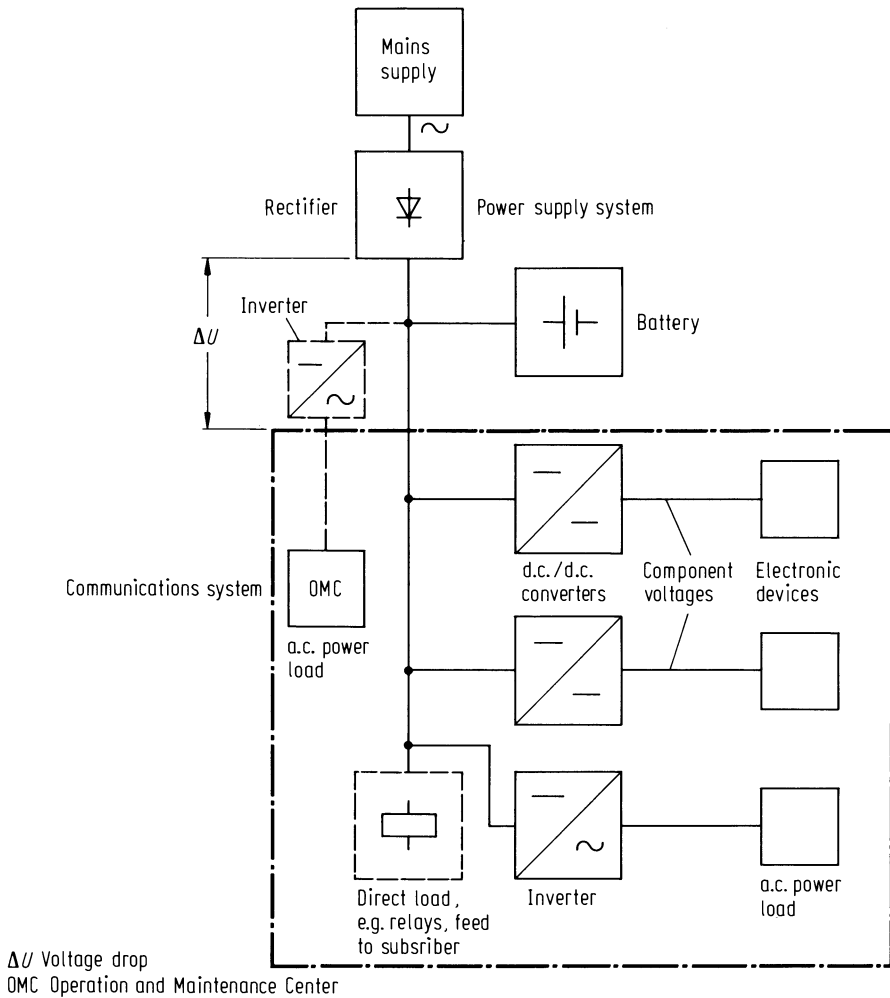 Mains
supply
~
Rectifier
Power supply system
Inverter
ΔU
Battery
~
d.c./d.c.
converters
Component
voltages
Electronic
devices
Communications system
OMC
a.c. power
load
~
Direct load,
e.g. relays, feed
to subsriber
Inverter
a.c. power
load
ΔU Voltage drop
OMC Operation and Maintenance Center